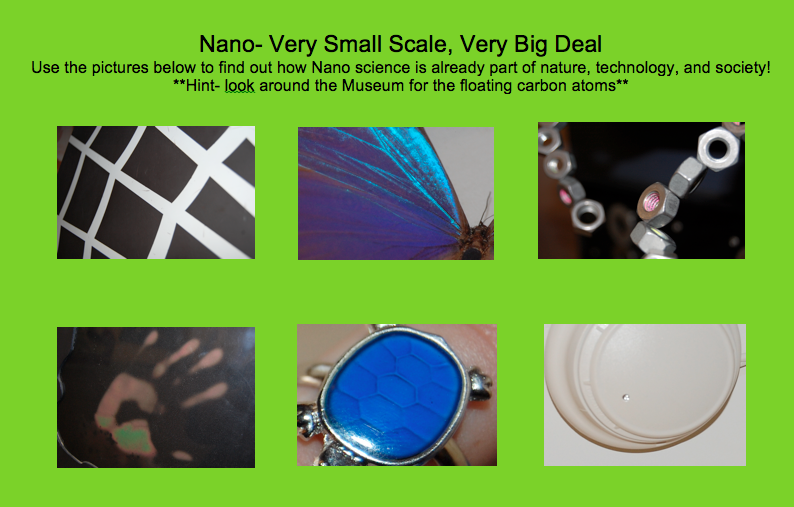 Nano- Very Small Scale, Very Big Deal
Use the pictures below to find out how Nano science is already part of nature, technology, and society!
**Hint- look around the Museum for the floating carbon atoms**